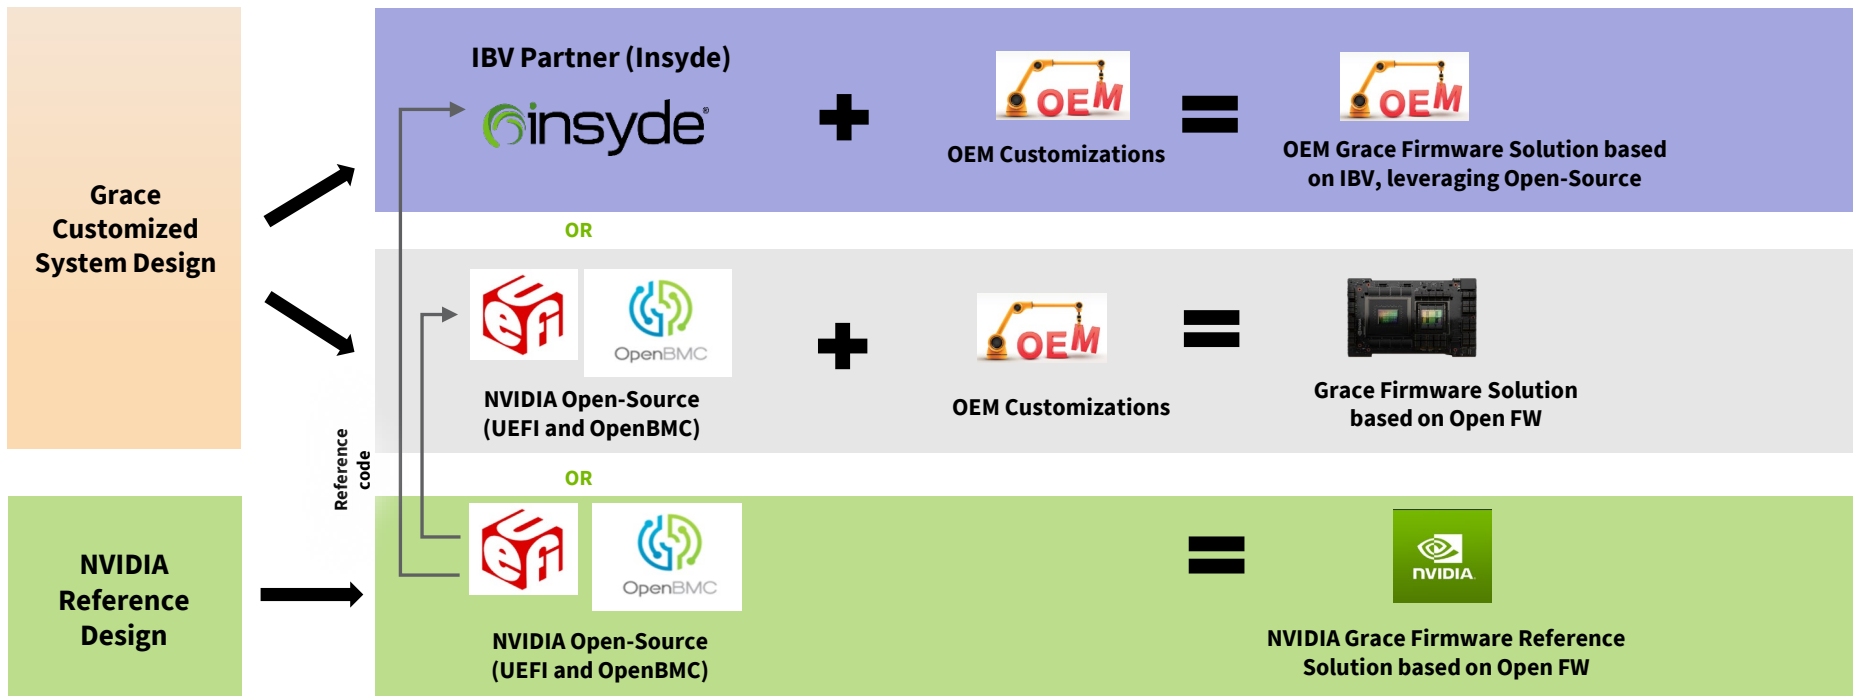 Grace
Customized
System Design
IBV Partner (Insyde)
insyde®
OEM
OEM Customizations
OEM
OEM Grace Firmware Solution based
on IBV, leveraging Open-Source
OR
UEFI
OpenBMC
NVIDIA Open-Source
(UEFI and OpenBMC)
OEM
OEM Customizations
Grace Firmware Solution
based on Open FW
Reference
code
OR
NVIDIA
Reference
Design
UEFI
OpenBMC
NVIDIA Open-Source
(UEFI and OpenBMC)
NVIDIA
NVIDIA Grace Firmware Reference
Solution based on Open FW